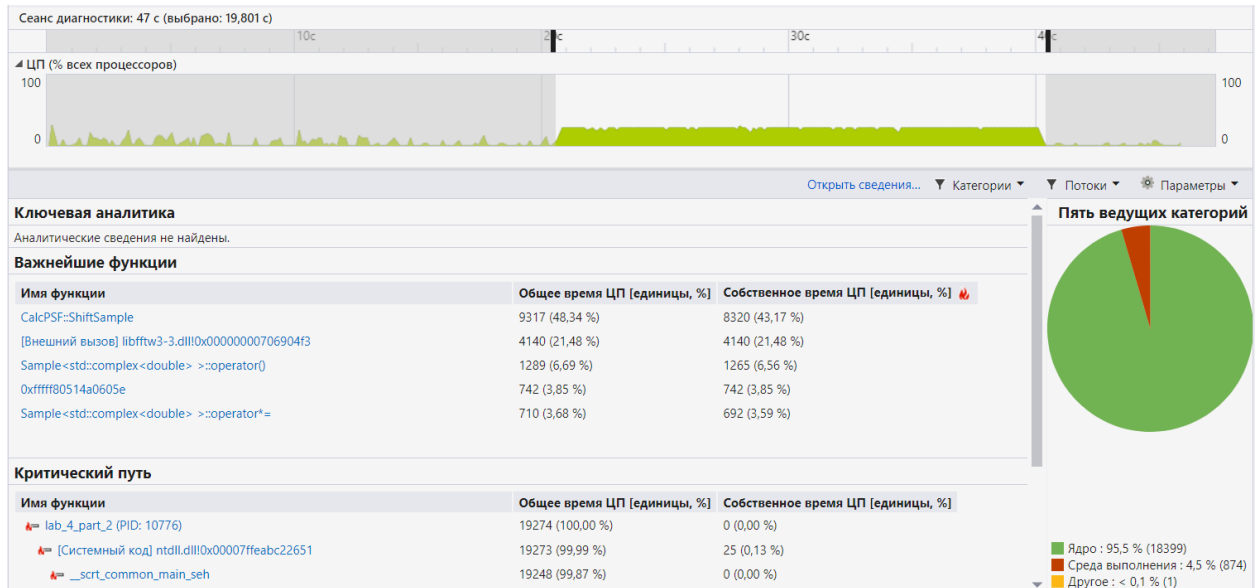 Сеанс диагностики: 47 с (выбрано: 19,801 с)
10с 2 с 30с 4 с
ЦП (% всех процессоров)
100 100
0 0
Открыть сведения... Категории Потоки Параметры
Ключевая аналитика
Аналитические сведения не найдены.
Важнейшие функции
Имя функции Общее время ЦП [единицы, %] Собственное время ЦП [единицы, %]
CalcPSF::ShiftSample 9317 (48,34 %) 8320 (43,17 %)
[Внешний вызов] libfftw3-3.dll!0x00000000706904f3 4140 (21,48 %) 4140 (21,48 %)
Sample<std::complex<double> >::operator() 1289 (6,69 %) 1265 (6,56 %)
0xfffff80514a0605e 742 (3,85 %) 742 (3,85 %)
Sample<std::complex<double> >::operator*= 710 (3,68 %) 692 (3,59 %)
Критический путь
Имя функции Общее время ЦП [единицы, %] Собственное время ЦП [единицы, %]
lab_4_part_2 (PID: 10776) 19274 (100,00 %) 0 (0,00 %)
[Системный код] ntdll.dll!0x00007ffeabc22651 19273 (99,99 %) 25 (0,13 %)
__scrt_common_main_seh 19248 (99,87 %) 0 (0,00 %)
Пять ведущих категорий
Ядро : 95,5 % (18399)
Среда выполнения : 4,5 % (874)
Другое : < 0,1 % (1)